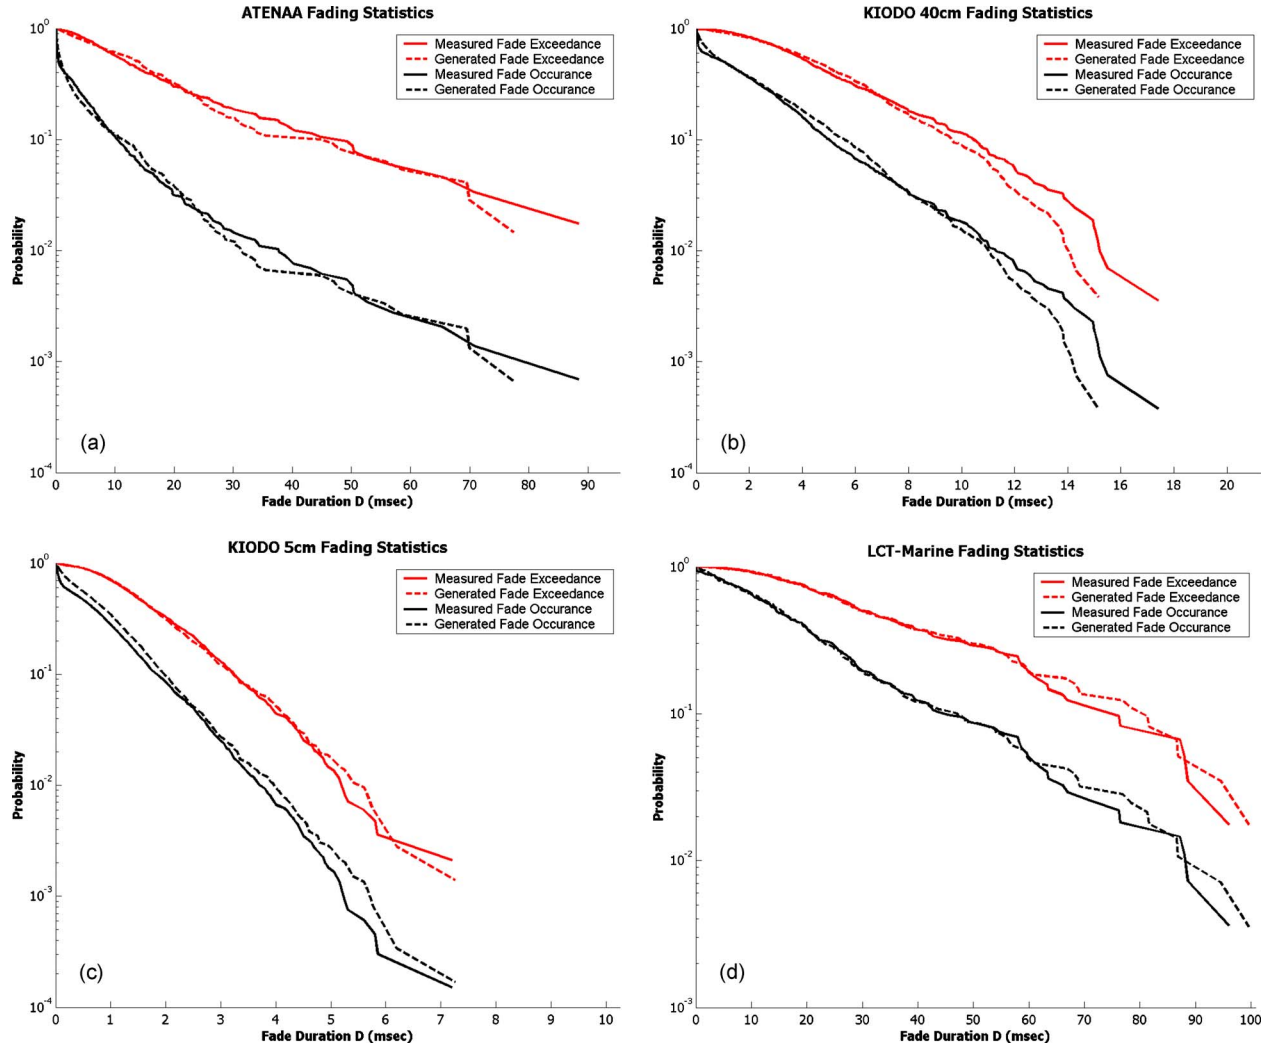 ATENAA Fading Statistics
Measured Fade Exceedance
Generated Fade Exceedance
Measured Fade Occurance
Generated Fade Occurance
10^0
10^-1
10^-2
10^-3
10^-4
Probability
(a)
0 10 20 30 40 50 60 70 80 90
Fade Duration D (msec)
KIODO 40cm Fading Statistics
Measured Fade Exceedance
Generated Fade Exceedance
Measured Fade Occurance
Generated Fade Occurance
10^0
10^-1
10^-2
10^-3
10^-4
Probability
(b)
0 2 4 6 8 10 12 14 16 18 20
Fade Duration D (msec)
KIODO 5cm Fading Statistics
Measured Fade Exceedance
Generated Fade Exceedance
Measured Fade Occurance
Generated Fade Occurance
10^0
10^-1
10^-2
10^-3
10^-4
Probability
(c)
0 1 2 3 4 5 6 7 8 9 10
Fade Duration D (msec)
LCT-Marine Fading Statistics
Measured Fade Exceedance
Generated Fade Exceedance
Measured Fade Occurance
Generated Fade Occurance
10^0
10^-1
10^-2
10^-3
Probability
(d)
0 10 20 30 40 50 60 70 80 90 100
Fade Duration D (msec)